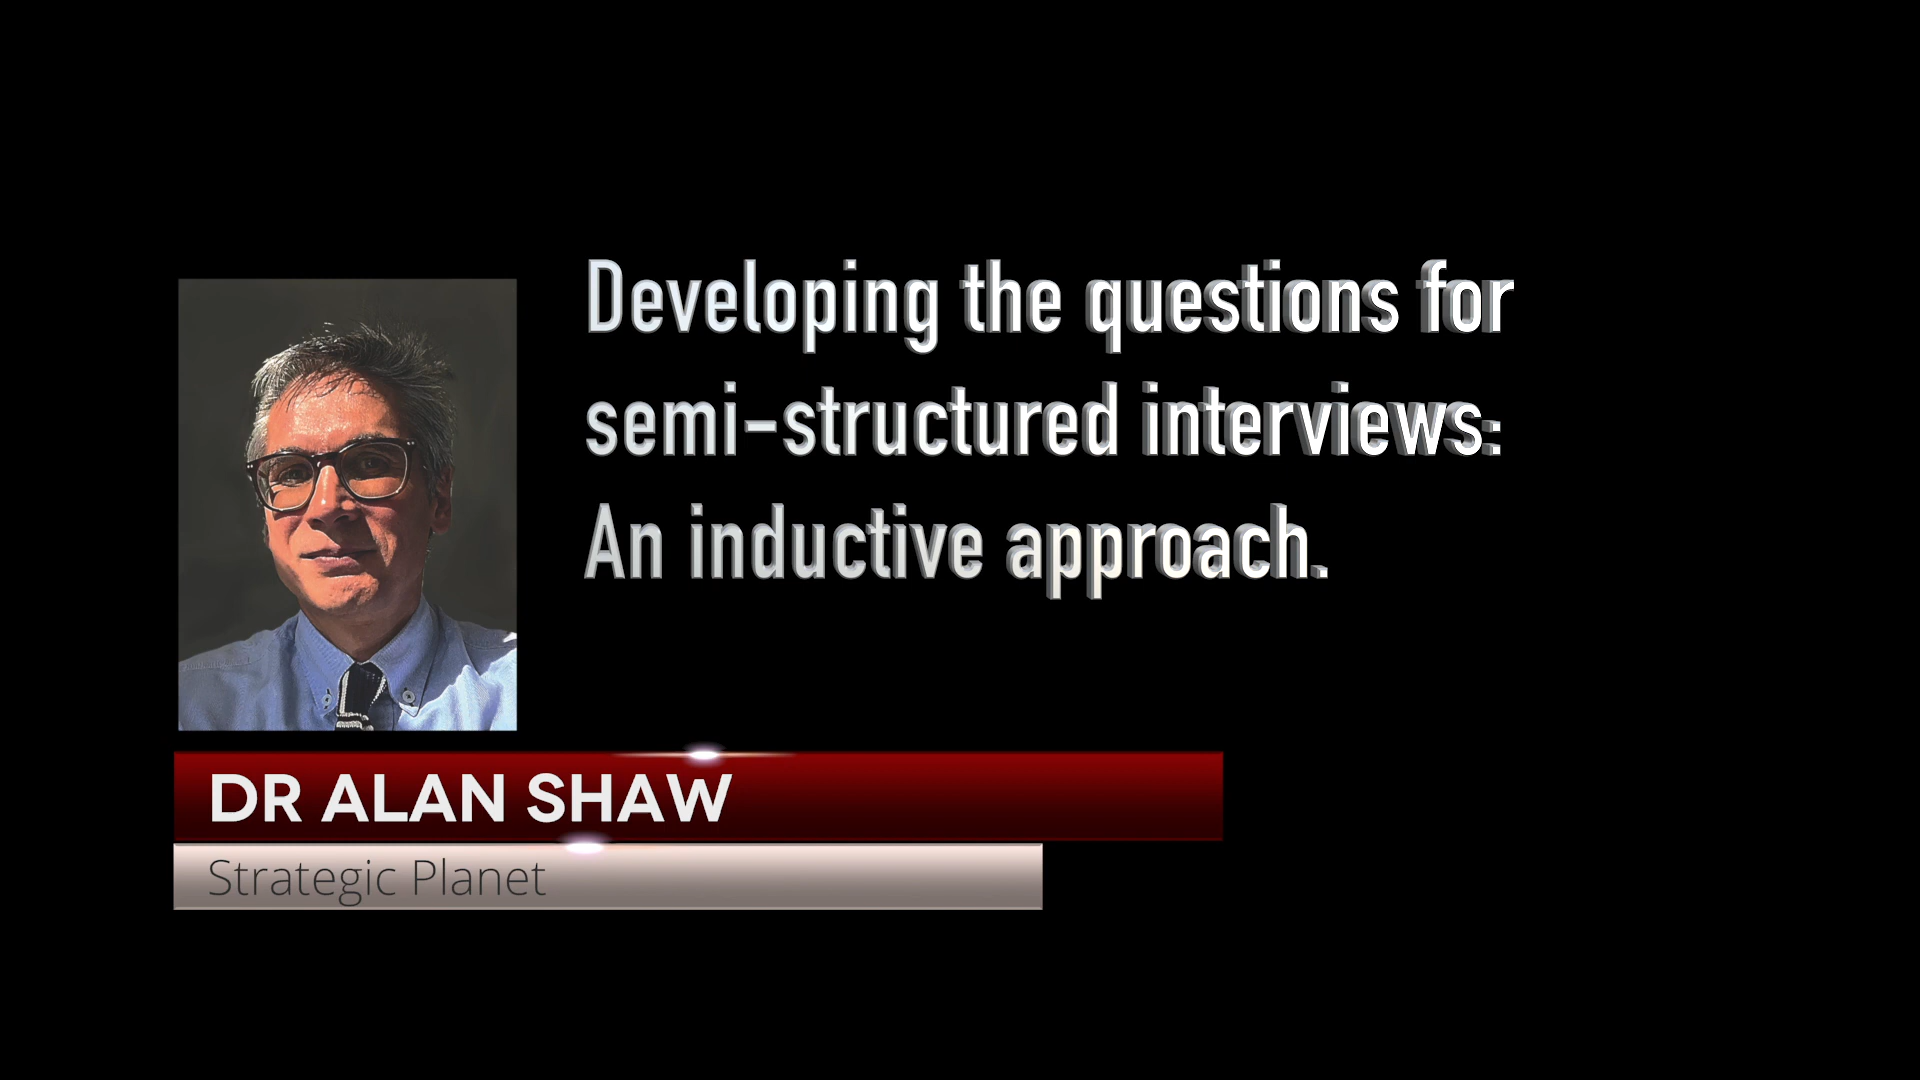 Developing the questions for
semi-structured interviews:
An inductive approach.
DR ALAN SHAW
Strategic Planet